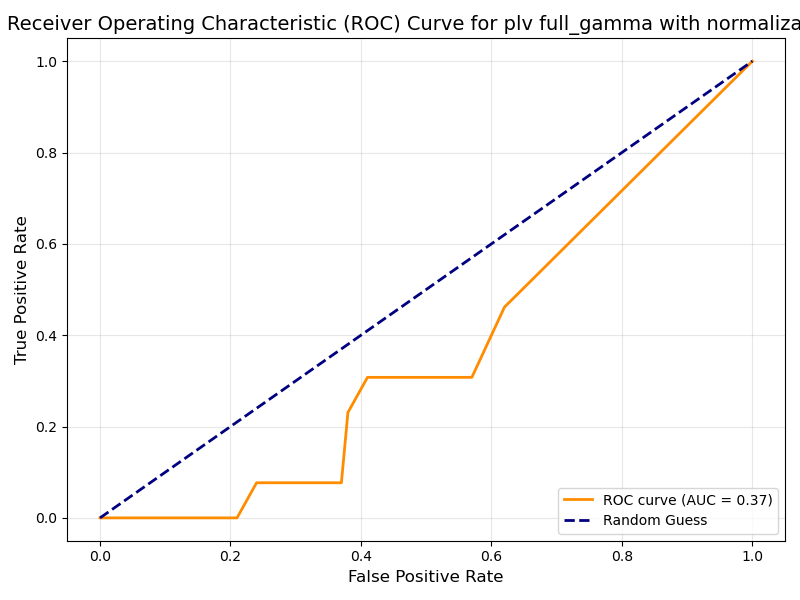 Receiver Operating Characteristic (ROC) Curve for plv full_gamma with normaliza
1.0
0.8
0.6
0.4
0.2
0.0
True Positive Rate
0.0 0.2 0.4 0.6 0.8 1.0
False Positive Rate
ROC curve (AUC = 0.37)
Random Guess